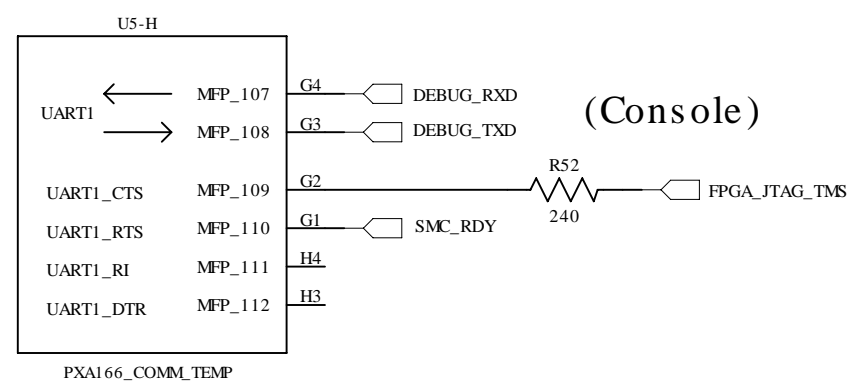 U5-H
MFP_107 G4 DEBUG_RXD
UART1
MFP_108 G3 DEBUG_TXD
(Console)
R52
UART1_CTS MFP_109 G2 FPGA_JTAG_TMS
240
UART1_RTS MFP_110 G1 SMC_RDY
UART1_RI MFP_111 H4
UART1_DTR MFP_112 H3
PXA166_COMM_TEMP